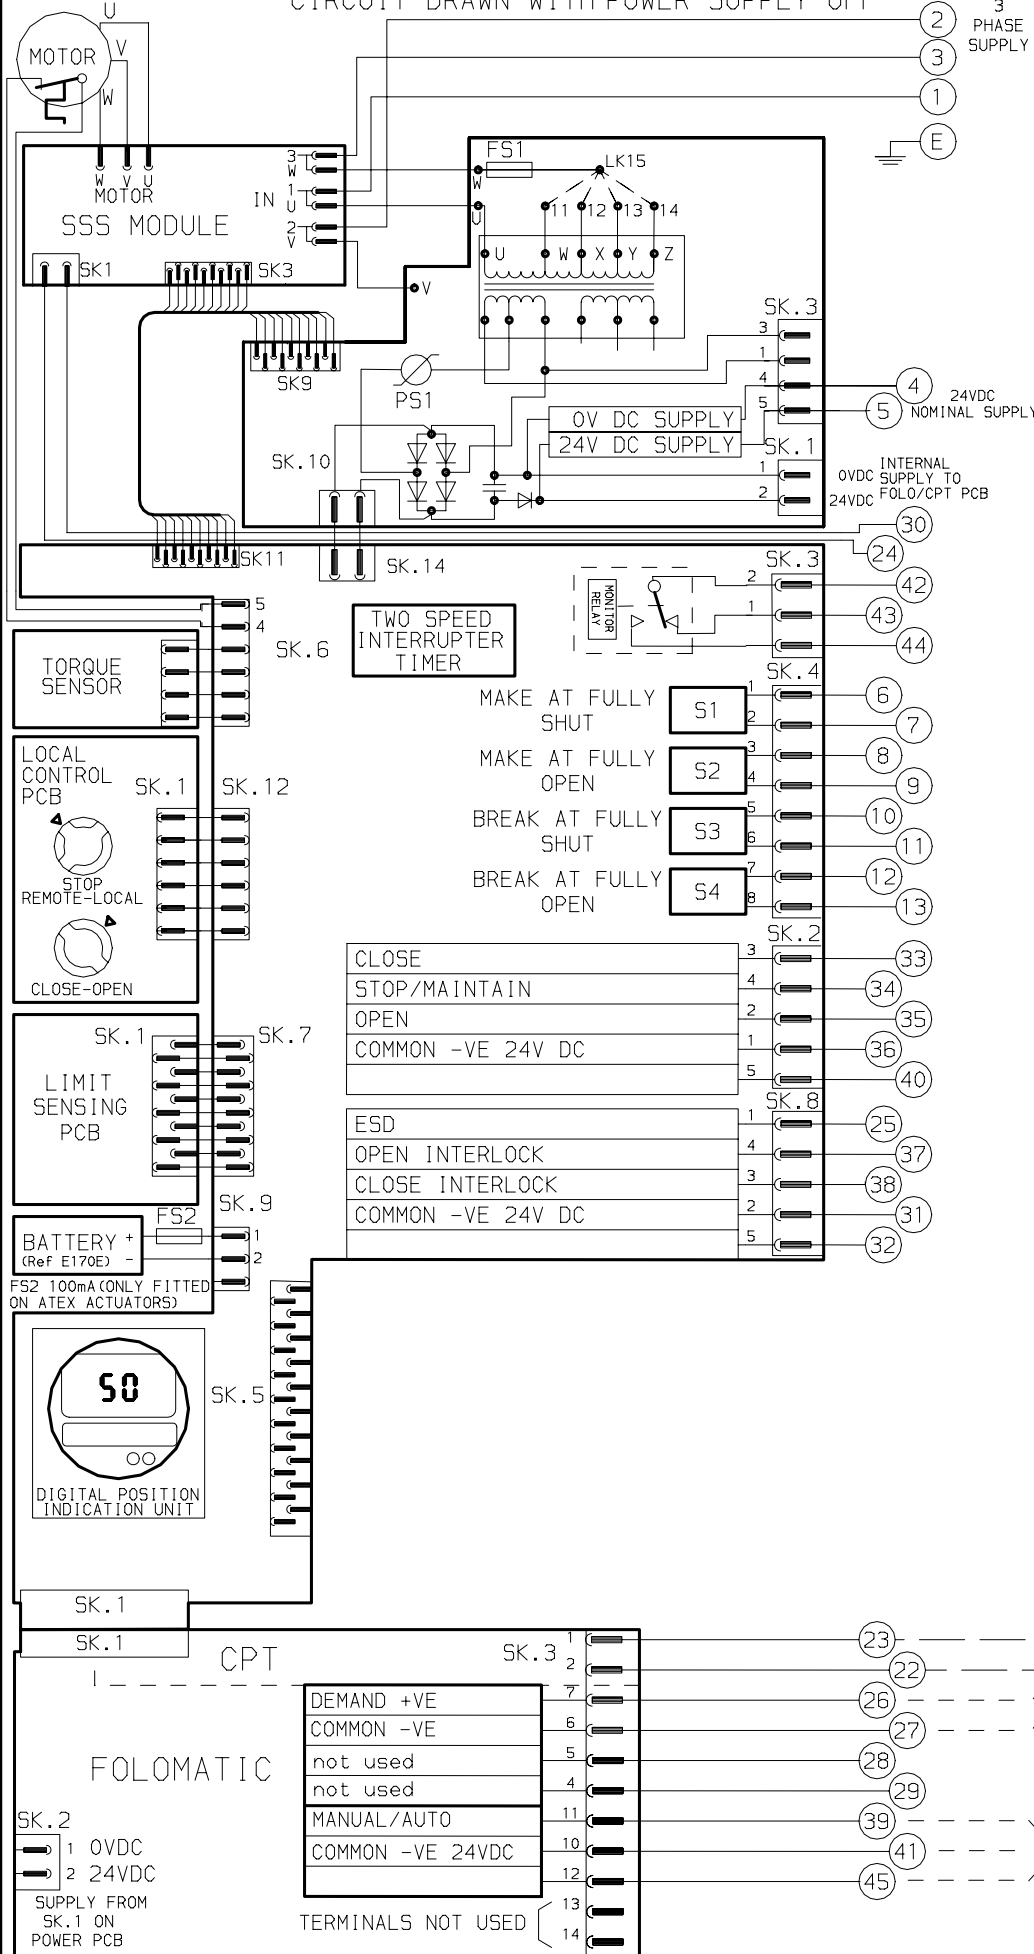 CIRCUIT DRAWN WITH POWER SUPPLY OFF
3
PHASE
SUPPLY
2
3
1
E
U
MOTOR
V
W
W V U
MOTOR
SSS MODULE
IN
3
W
1
U
2
V
SK1
SK3
FS1
LK15
W
U
V
11 12 13 14
U W X Y Z
SK9
PS1
SK.3
3
1
4
5
4
5
24VDC
NOMINAL SUPPLY
0V DC SUPPLY
24V DC SUPPLY
SK.1
1
2
0VDC
24VDC
INTERNAL
SUPPLY TO
FOLO/CPT PCB
SK.10
30
24
SK11
SK.14
SK.3
MONITOR
RELAY
2
1
42
43
44
5
4
SK.6
TWO SPEED
INTERRUPTER
TIMER
TORQUE
SENSOR
SK.4
MAKE AT FULLY
SHUT
S1
1
2
6
7
MAKE AT FULLY
OPEN
S2
3
4
8
9
BREAK AT FULLY
SHUT
S3
5
6
10
11
BREAK AT FULLY
OPEN
S4
7
8
12
13
LOCAL
CONTROL
PCB
SK.1
SK.12
STOP
REMOTE-LOCAL
CLOSE-OPEN
SK.2
CLOSE 3 33
STOP/MAINTAIN 4 34
OPEN 2 35
COMMON -VE 24V DC 1 36
5 40
LIMIT
SENSING
PCB
SK.1
SK.7
SK.8
ESD 1 25
OPEN INTERLOCK 4 37
CLOSE INTERLOCK 3 38
COMMON -VE 24V DC 2 31
5 32
SK.9
FS2
BATTERY + 1
(Ref E170E) - 2
FS2 100mA(ONLY FITTED
ON ATEX ACTUATORS)
50
SK.5
DIGITAL POSITION
INDICATION UNIT
SK.1
SK.1
CPT
SK.3
1 23
2 22
DEMAND +VE 7 26
COMMON -VE 6 27
not used 5 28
not used 4 29
MANUAL/AUTO 11 39
COMMON -VE 24VDC 10 41
12 45
TERMINALS NOT USED
13
14
FOLOMATIC
SK.2
1 0VDC
2 24VDC
SUPPLY FROM
SK.1 ON
POWER PCB